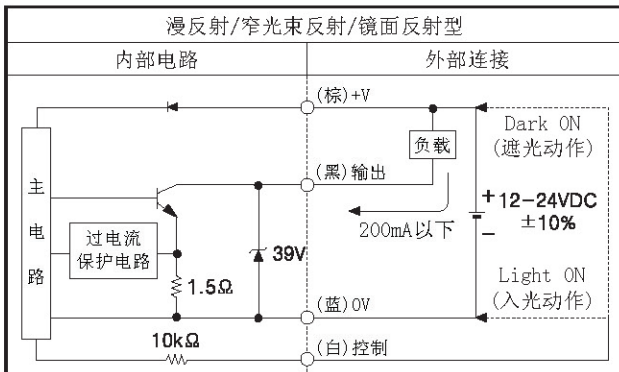 漫反射/窄光束反射/镜面反射型
内部电路
外部连接
(棕)+V
Dark ON
(遮光动作)
负载
主电路
(黑)输出
200mA以下
+
12-24VDC
±10%
−
过电流
保护电路
39V
1.5Ω
Light ON
(入光动作)
(蓝)0V
10kΩ
(白)控制